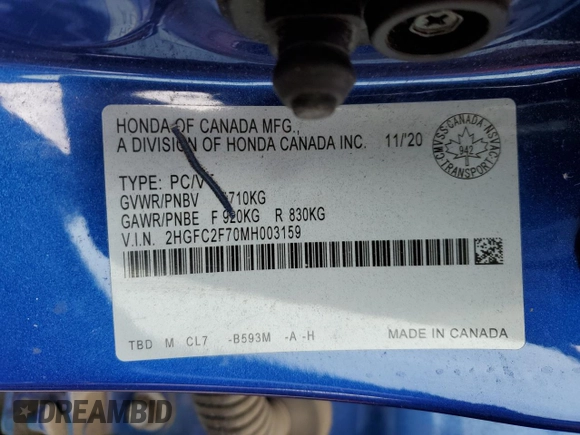 HONDA OF CANADA MFG.,
A DIVISION OF HONDA CANADA INC. 11/'20
CMVSS:CANADA:NSVAC
942
TRANSPORT
TYPE: PC/V
GVWR/PNBV 1710KG
GAWR/PNBE F 920KG R 830KG
V.I.N. 2HGFC2F70MH003159
TBD M CL7 -B593M -A -H MADE IN CANADA
DREAMBID